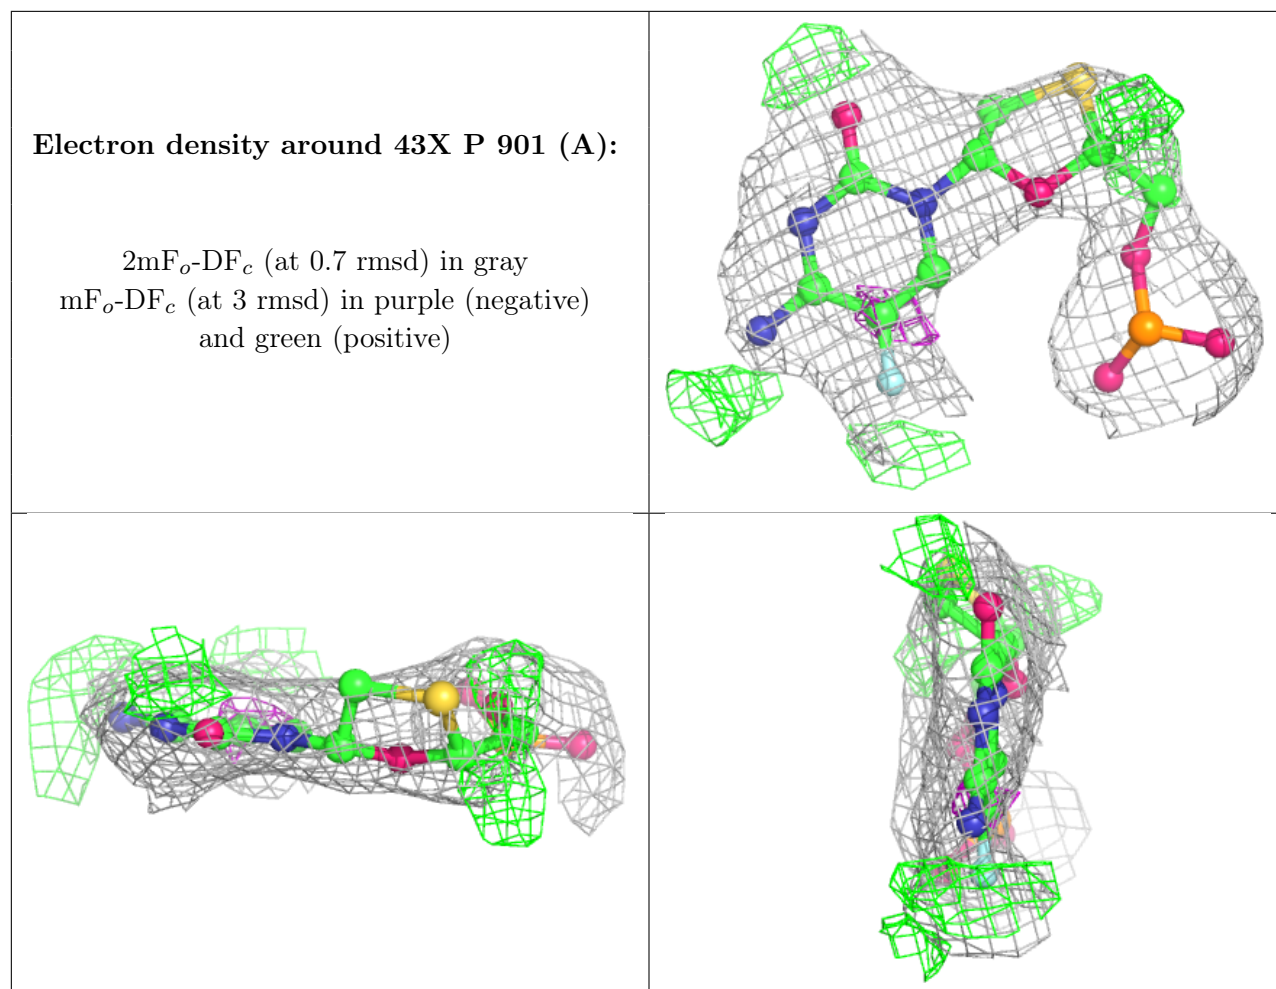 Electron density around 43X P 901 (A):
2mFₒ-DF𝒸 (at 0.7 rmsd) in gray
mFₒ-DF𝒸 (at 3 rmsd) in purple (negative)
and green (positive)